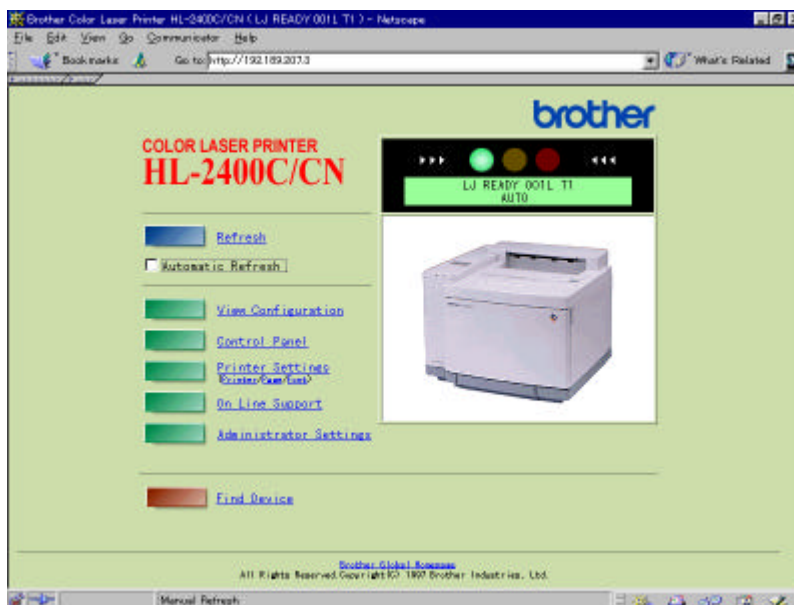 Brother Color Laser Printer HL-2400C/CN (LJ READY 001L T1) - Netscape
File Edit View Go Communicator Help
Bookmarks Go to: http://192.189.207.3 What's Related
brother
COLOR LASER PRINTER
HL-2400C/CN
LJ READY 001L T1
AUTO
Refresh
Automatic Refresh
View Configuration
Control Panel
Printer Settings
(Printer/Page/Font)
On Line Support
Administrator Settings
Find Device
Brother Global Homepage
All Rights Reserved.Copyright(C) 1997 Brother Industries, Ltd.
Manual Refresh